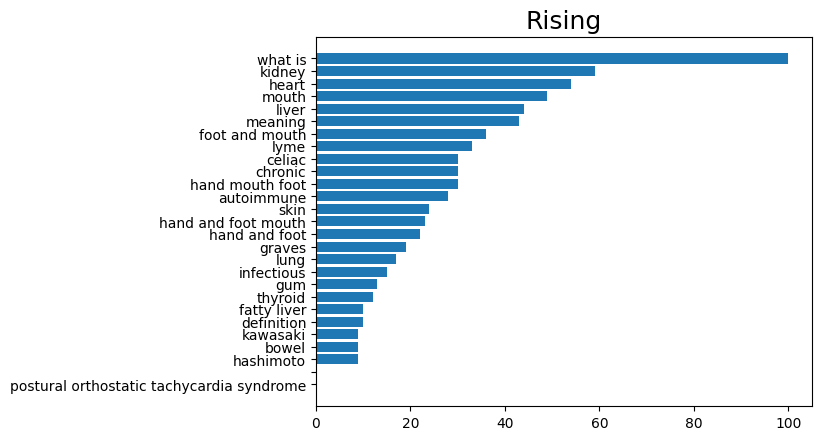 Rising
what is
kidney
heart
mouth
liver
meaning
foot and mouth
lyme
celiac
chronic
hand mouth foot
autoimmune
skin
hand and foot mouth
hand and foot
graves
lung
infectious
gum
thyroid
fatty liver
definition
kawasaki
bowel
hashimoto
postural orthostatic tachycardia syndrome
0 20 40 60 80 100